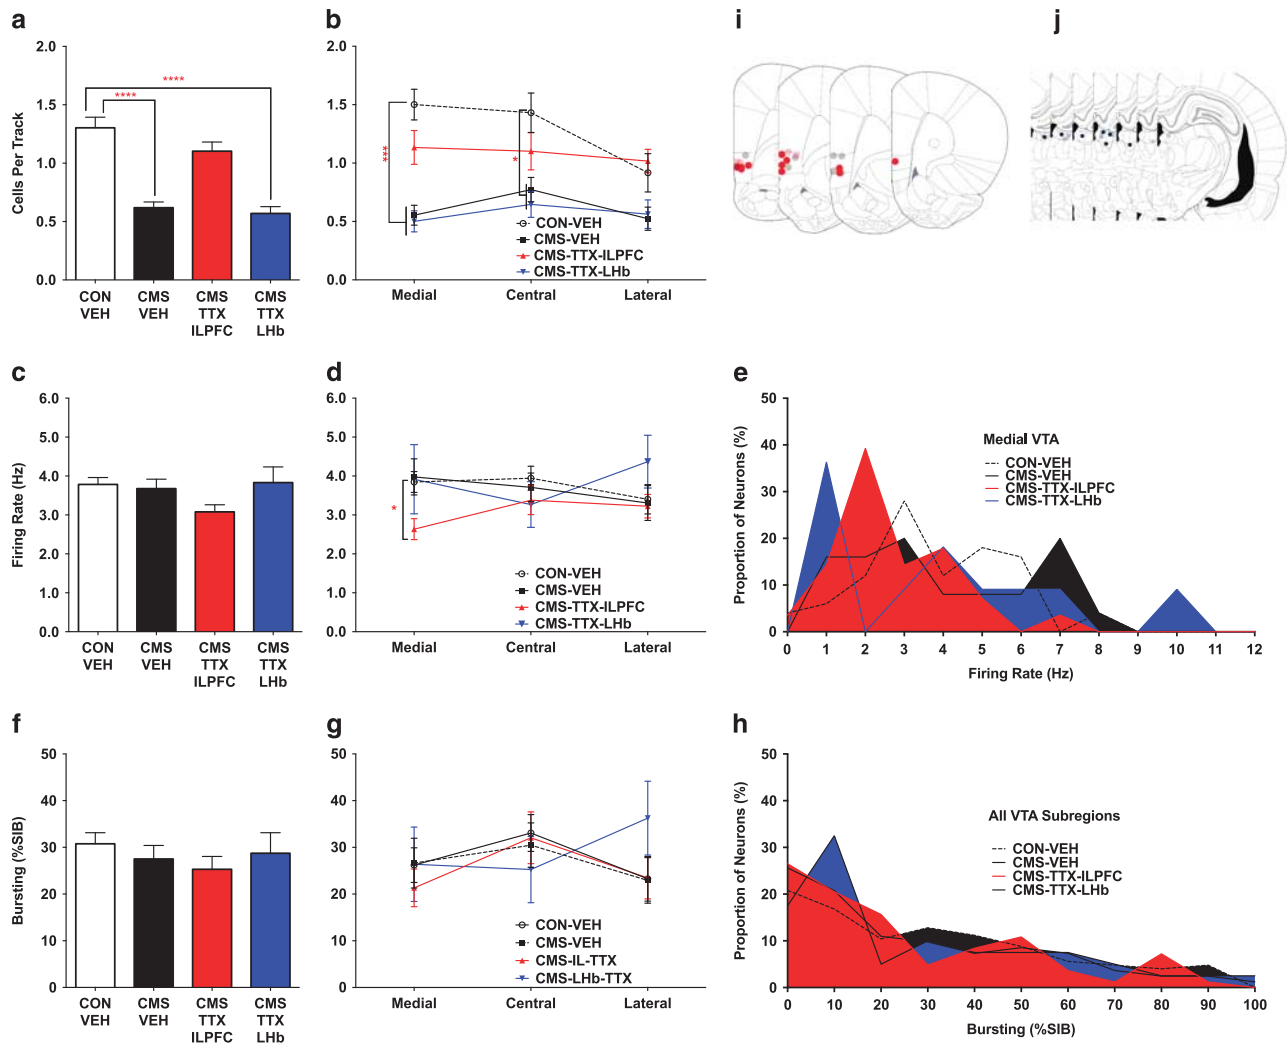 a
2.0
1.5
1.0
0.5
0.0
Cells Per Track
****
****
CON
VEH
CMS
VEH
CMS
TTX
ILPFC
CMS
TTX
LHb
b
2.0
1.5
1.0
0.5
0.0
***
*
CON-VEH
CMS-VEH
CMS-TTX-ILPFC
CMS-TTX-LHb
Medial Central Lateral
i
j
c
6.0
5.0
4.0
3.0
2.0
1.0
0.0
Firing Rate (Hz)
CON
VEH
CMS
VEH
CMS
TTX
ILPFC
CMS
TTX
LHb
d
6.0
5.0
4.0
3.0
2.0
1.0
0.0
*
CON-VEH
CMS-VEH
CMS-TTX-ILPFC
CMS-TTX-LHb
Medial Central Lateral
e
50
40
30
20
10
0
Proportion of Neurons (%)
Medial VTA
CON-VEH
CMS-VEH
CMS-TTX-ILPFC
CMS-TTX-LHb
0 1 2 3 4 5 6 7 8 9 10 11 12
Firing Rate (Hz)
f
50
40
30
20
10
0
Bursting (%SIB)
CON
VEH
CMS
VEH
CMS
TTX
ILPFC
CMS
TTX
LHb
g
50
40
30
20
10
0
CON-VEH
CMS-VEH
CMS-IL-TTX
CMS-LHb-TTX
Medial Central Lateral
h
50
40
30
20
10
0
Proportion of Neurons (%)
All VTA Subregions
CON-VEH
CMS-VEH
CMS-TTX-ILPFC
CMS-TTX-LHb
0 10 20 30 40 50 60 70 80 90 100
Bursting (%SIB)